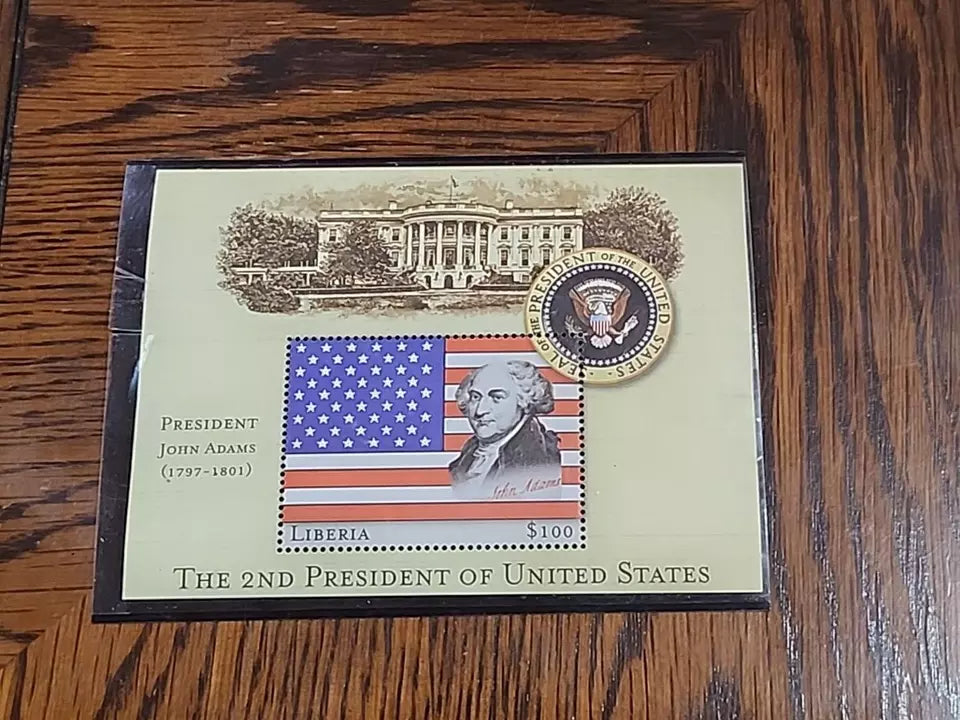 SEAL OF THE PRESIDENT OF THE UNITED STATES
PRESIDENT
JOHN ADAMS
(1797-1801)
John Adams
LIBERIA $100
THE 2ND PRESIDENT OF UNITED STATES